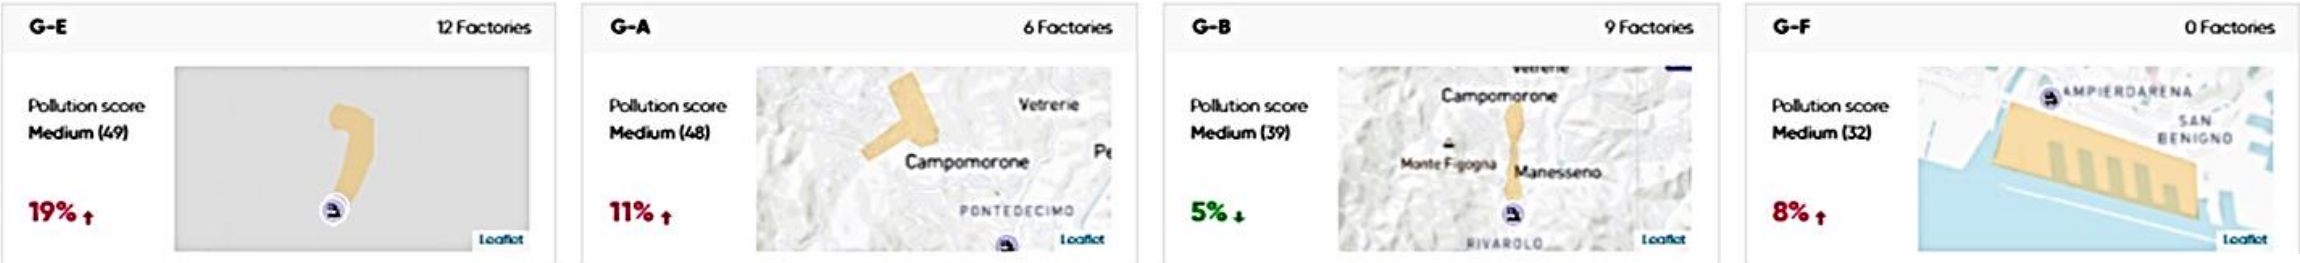 G-E
12 Factories
Pollution score
Medium (49)
19%
Leaflet
G-A
6 Factories
Pollution score
Medium (48)
11%
Vetrerie
Campomorone
PONTEDECIMO
Leaflet
G-B
9 Factories
Pollution score
Medium (39)
5%
Vetrerie
Campomorone
Monte Figogna
Manesseno
RIVAROLO
Leaflet
G-F
0 Factories
Pollution score
Medium (32)
8%
AMPIERDARENA
SAN
BENIGNO
Leaflet